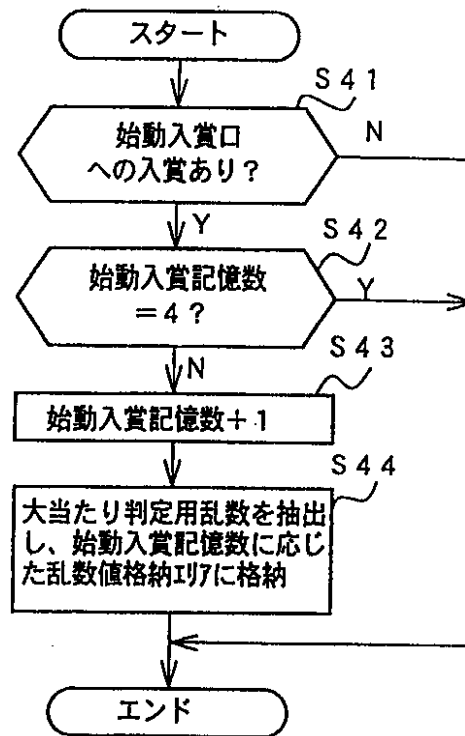 スタート
S41
始動入賞口
への入賞あり？
N
Y
S42
始動入賞記憶数
＝4？
Y
N
S43
始動入賞記憶数＋1
S44
大当たり判定用乱数を抽出
し、始動入賞記憶数に応じ
た乱数値格納ｴﾘｱに格納
エンド